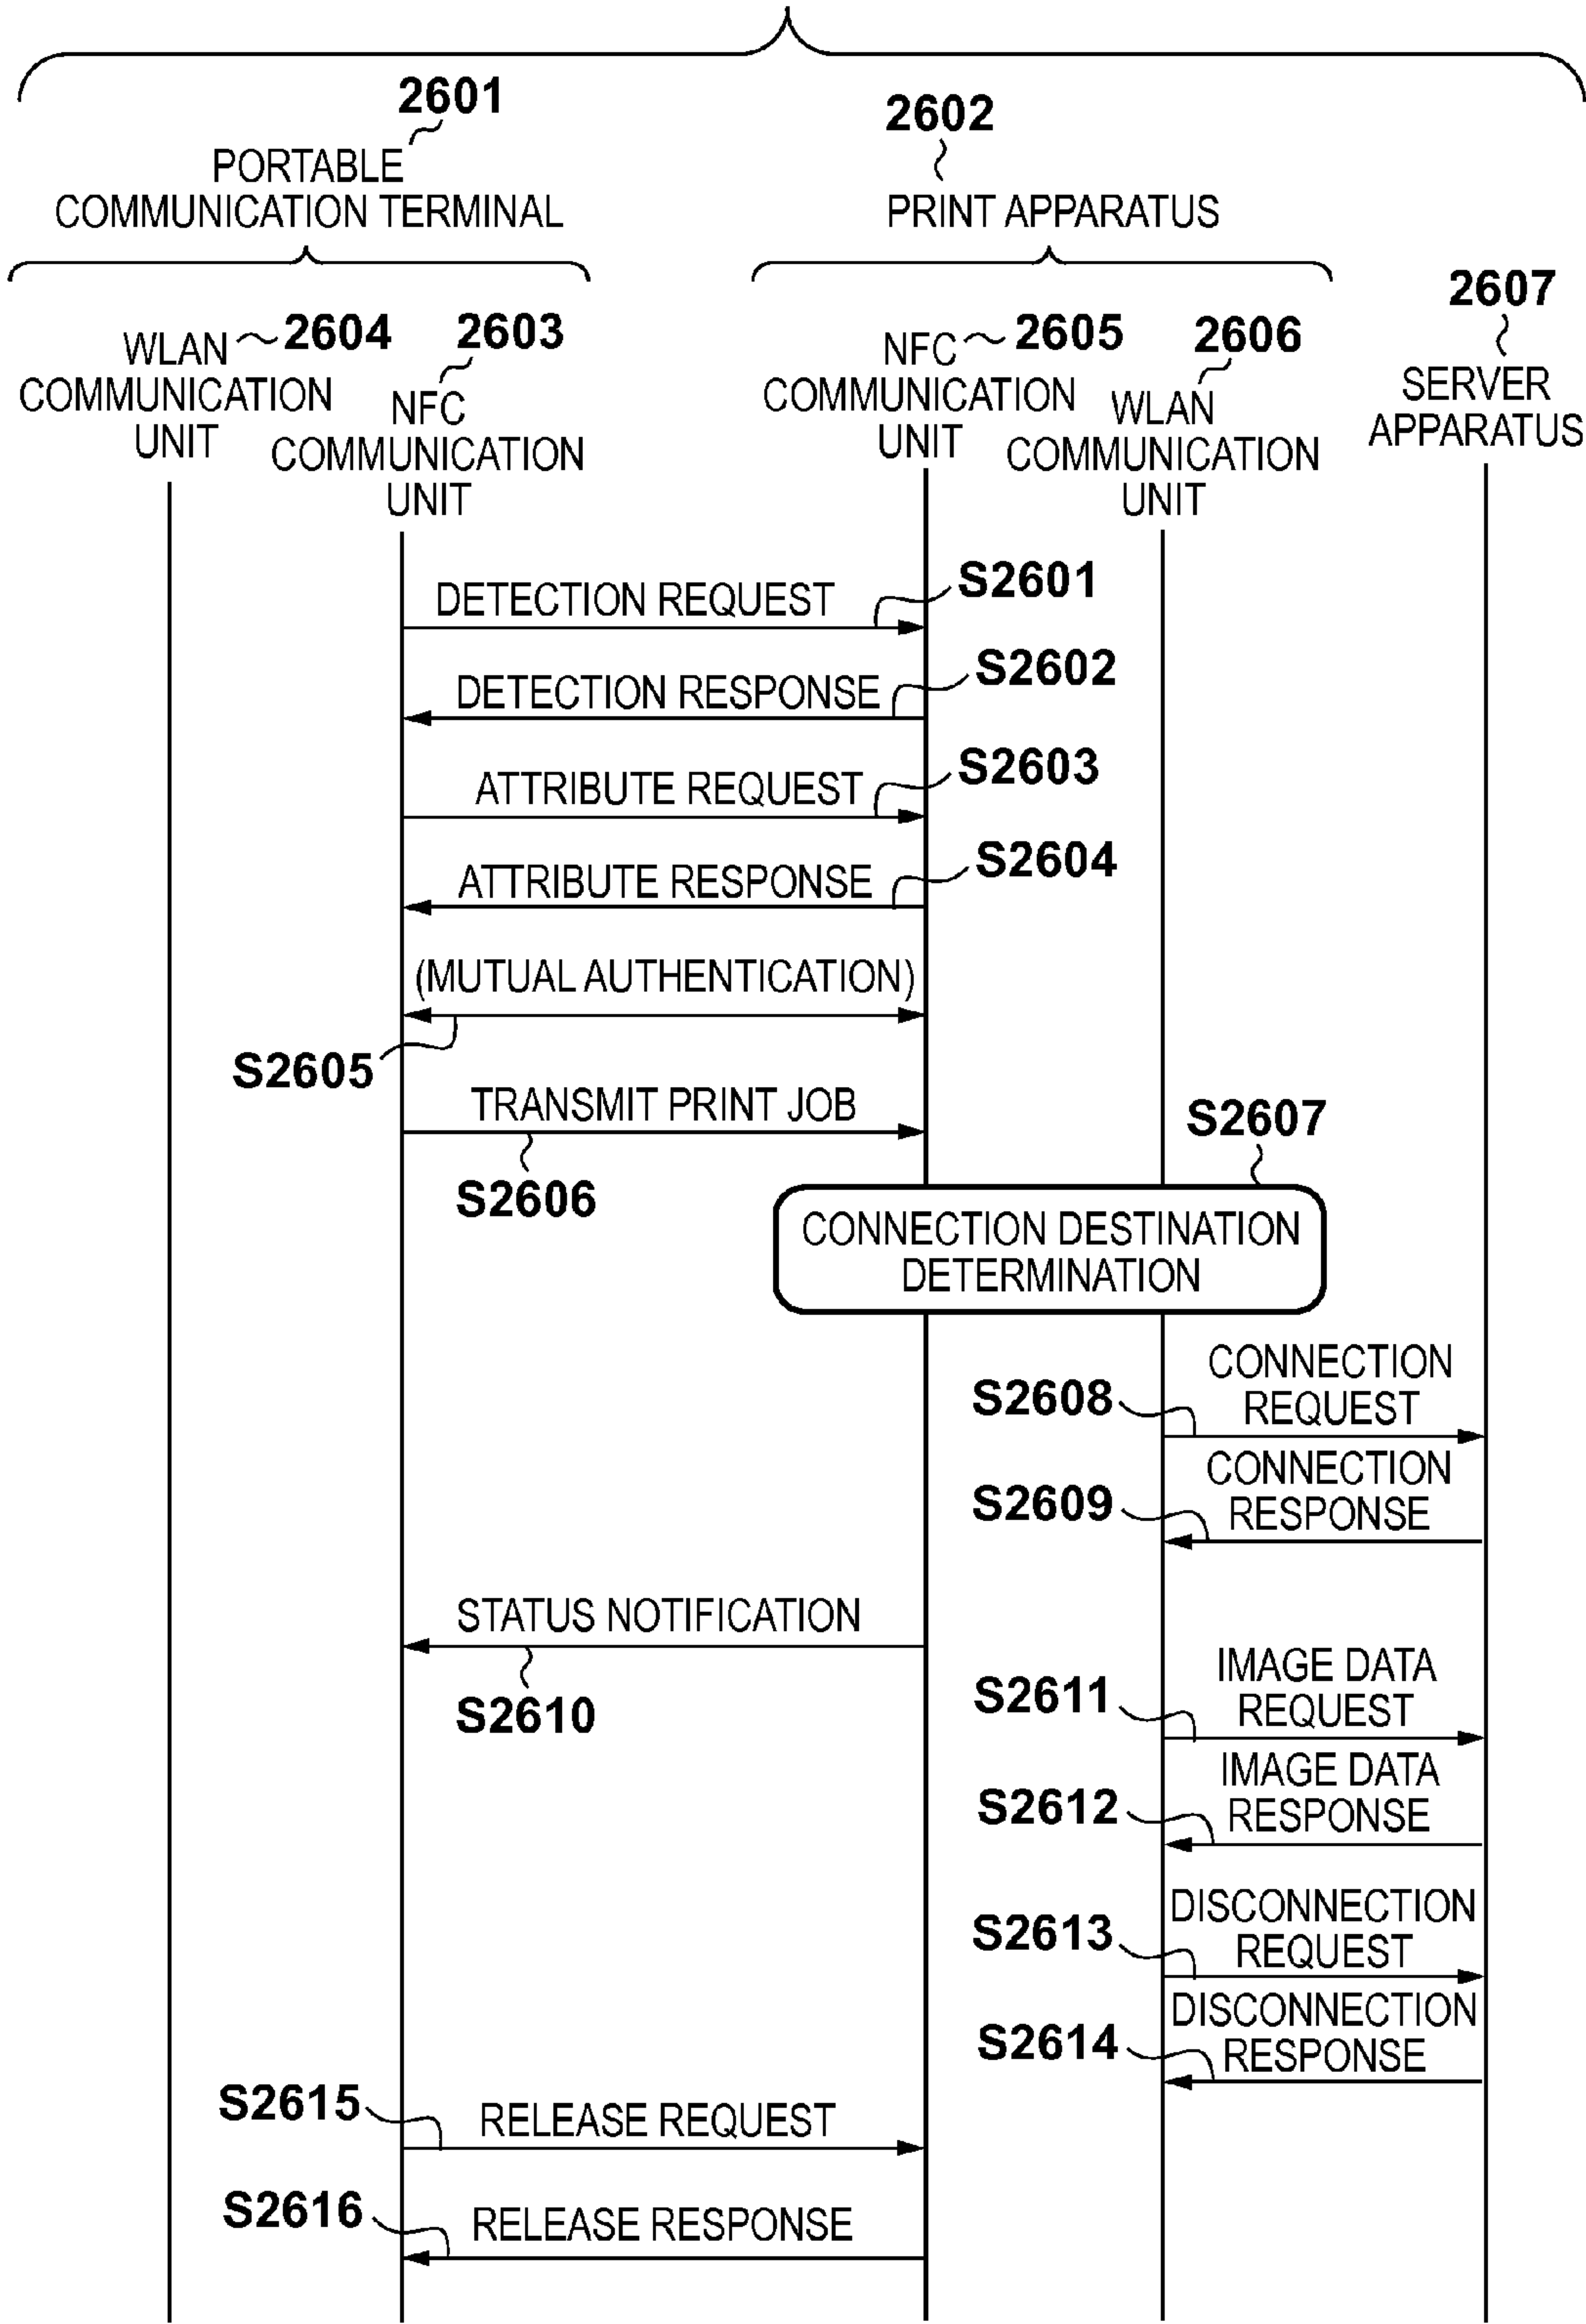 2601
PORTABLE
COMMUNICATION TERMINAL
2602
PRINT APPARATUS
WLAN
COMMUNICATION
UNIT
2604
2603
NFC
COMMUNICATION
UNIT
NFC
COMMUNICATION
UNIT
2605
2606
WLAN
COMMUNICATION
UNIT
2607
SERVER
APPARATUS
DETECTION REQUEST
S2601
DETECTION RESPONSE
S2602
ATTRIBUTE REQUEST
S2603
ATTRIBUTE RESPONSE
S2604
(MUTUAL AUTHENTICATION)
S2605
TRANSMIT PRINT JOB
S2606
S2607
CONNECTION DESTINATION
DETERMINATION
CONNECTION
REQUEST
S2608
CONNECTION
RESPONSE
S2609
STATUS NOTIFICATION
S2610
IMAGE DATA
REQUEST
S2611
IMAGE DATA
RESPONSE
S2612
DISCONNECTION
REQUEST
S2613
DISCONNECTION
RESPONSE
S2614
S2615
RELEASE REQUEST
S2616
RELEASE RESPONSE